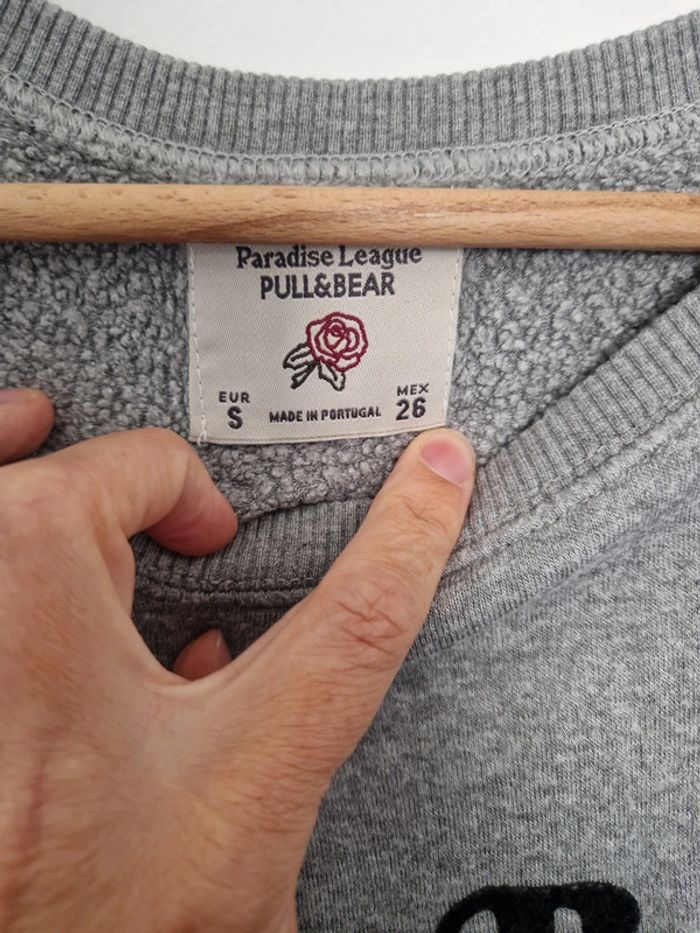 Paradise League
PULL&BEAR
EUR
S
MADE IN PORTUGAL
MEX
26